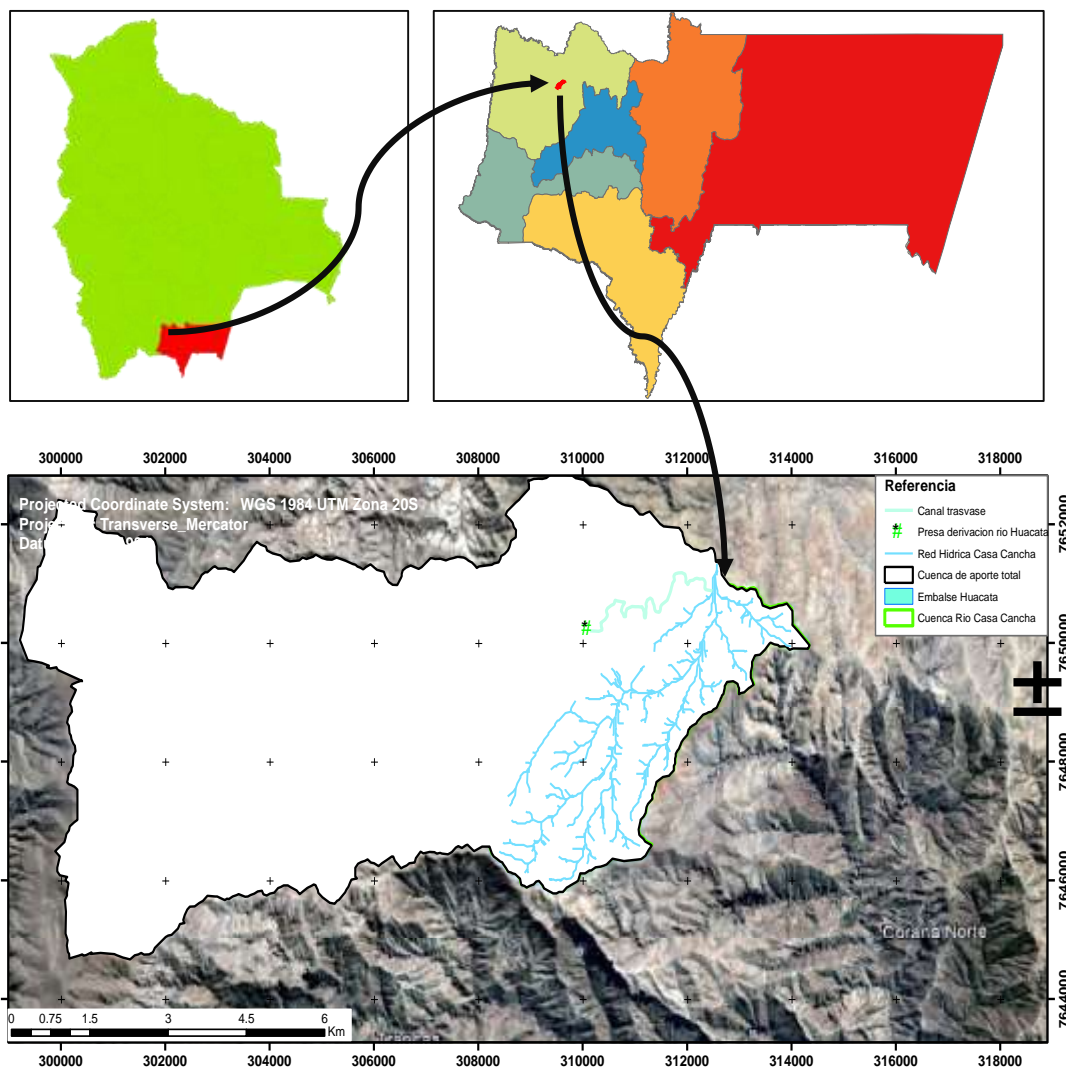 300000 302000 304000 306000 308000 310000 312000 314000 316000 318000
Projected Coordinate System: WGS 1984 UTM Zona 20S
Transverse_Mercator
Referencia
Canal trasvase
Presa derivacion rio Huacata
Red Hidrica Casa Cancha
Cuenca de aporte total
Embalse Huacata
Cuenca Rio Casa Cancha
7652000
7650000
7648000
7646000
7644000
Corana Norte
0 0.75 1.5 3 4.5 6
Km
300000 302000 304000 306000 308000 310000 312000 314000 316000 318000